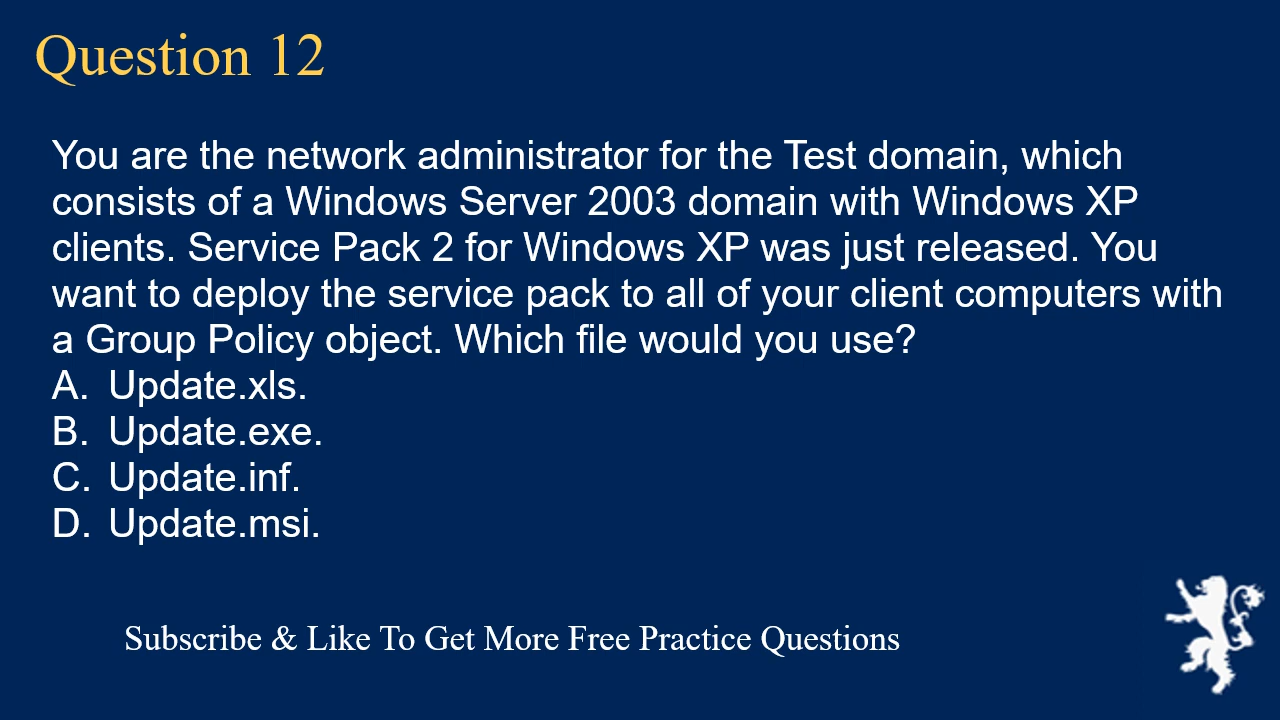 Question 12
You are the network administrator for the Test domain, which
consists of a Windows Server 2003 domain with Windows XP
clients. Service Pack 2 for Windows XP was just released. You
want to deploy the service pack to all of your client computers with
a Group Policy object. Which file would you use?
A. Update.xls.
B. Update.exe.
C. Update.inf.
D. Update.msi.
Subscribe & Like To Get More Free Practice Questions